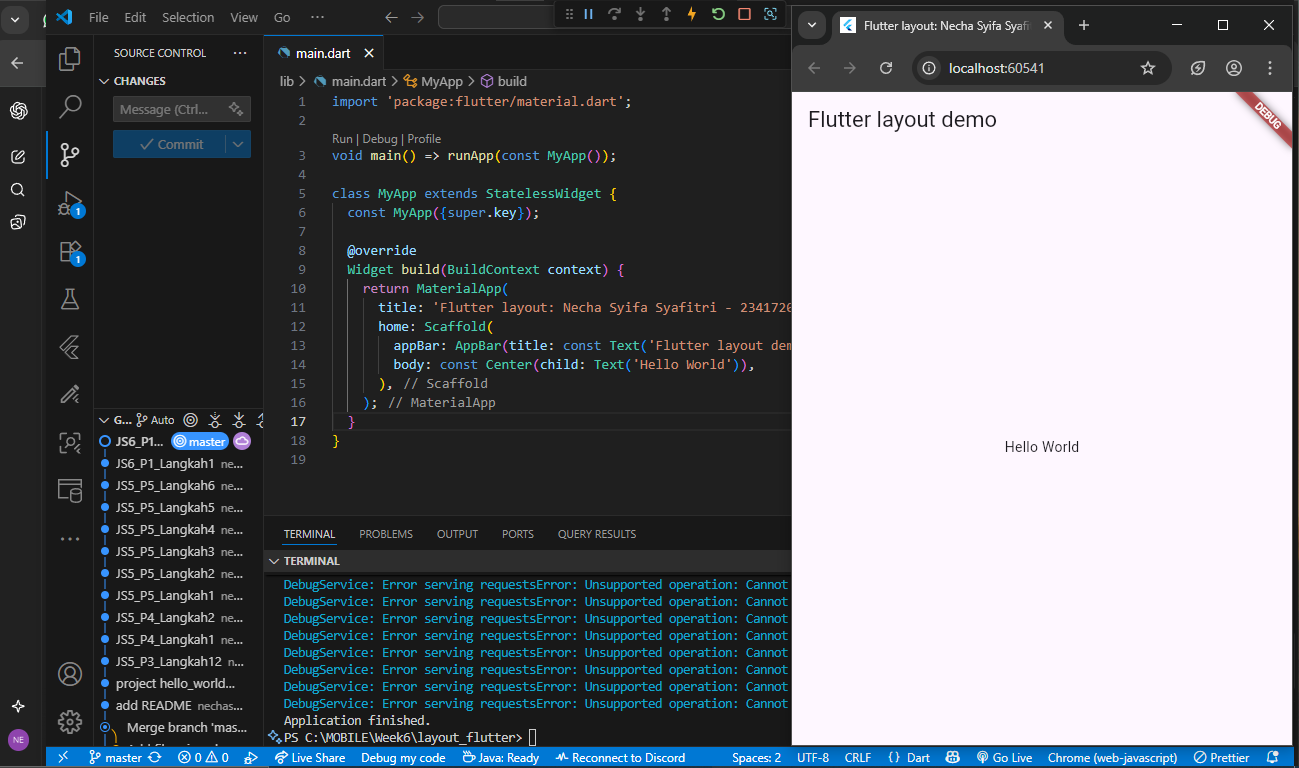 File Edit Selection View Go ···
SOURCE CONTROL ···
CHANGES
Message (Ctrl...
Commit
1
1
G... Auto
JS6_P1... master
JS6_P1_Langkah1 ne...
JS5_P5_Langkah6 ne...
JS5_P5_Langkah5 ne...
JS5_P5_Langkah4 ne...
JS5_P5_Langkah3 ne...
JS5_P5_Langkah2 ne...
JS5_P5_Langkah1 ne...
JS5_P4_Langkah2 ne...
JS5_P4_Langkah1 ne...
JS5_P3_Langkah12 n...
project hello_world...
add README nechas...
Merge branch 'mas...
NE
main.dart
lib > main.dart > MyApp > build
1 import 'package:flutter/material.dart';
2
Run | Debug | Profile
3 void main() => runApp(const MyApp());
4
5 class MyApp extends StatelessWidget {
6 const MyApp({super.key});
7
8 @override
9 Widget build(BuildContext context) {
10 return MaterialApp(
11 title: 'Flutter layout: Necha Syifa Syafitri - 2341726
12 home: Scaffold(
13 appBar: AppBar(title: const Text('Flutter layout dem
14 body: const Center(child: Text('Hello World')),
15 ), // Scaffold
16 ); // MaterialApp
17 }
18 }
19
TERMINAL PROBLEMS OUTPUT PORTS QUERY RESULTS
TERMINAL
DebugService: Error serving requestsError: Unsupported operation: Cannot
DebugService: Error serving requestsError: Unsupported operation: Cannot
DebugService: Error serving requestsError: Unsupported operation: Cannot
DebugService: Error serving requestsError: Unsupported operation: Cannot
DebugService: Error serving requestsError: Unsupported operation: Cannot
DebugService: Error serving requestsError: Unsupported operation: Cannot
DebugService: Error serving requestsError: Unsupported operation: Cannot
DebugService: Error serving requestsError: Unsupported operation: Cannot
Application finished.
PS C:\MOBILE\Week6\layout_flutter>
Flutter layout: Necha Syifa Syafi
localhost:60541
Flutter layout demo
DEBUG
Hello World
master 0 0 Live Share Debug my code Java: Ready Reconnect to Discord Spaces: 2 UTF-8 CRLF {} Dart Go Live Chrome (web-javascript) Prettier